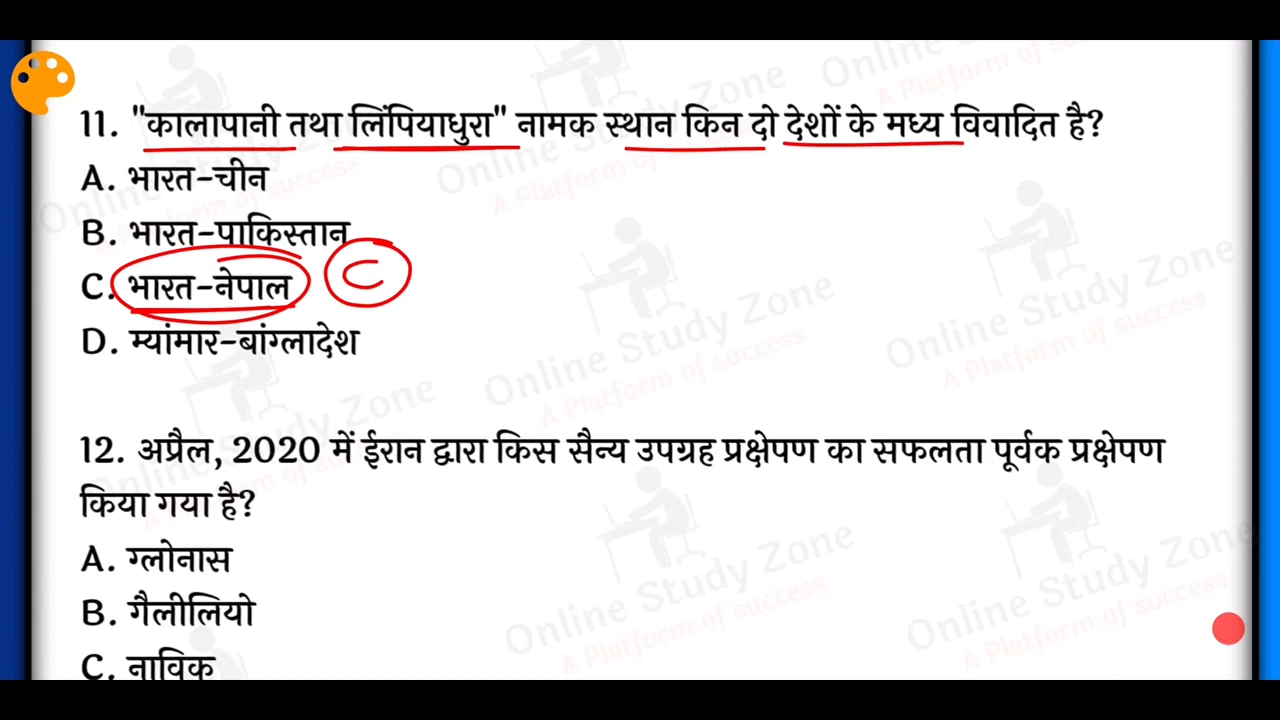 11. "कालापानी तथा लिंपियाधुरा" नामक स्थान किन दो देशों के मध्य विवादित है?
A. भारत-चीन
B. भारत-पाकिस्तान
C. भारत-नेपाल C
D. म्यांमार-बांग्लादेश
12. अप्रैल, 2020 में ईरान द्वारा किस सैन्य उपग्रह प्रक्षेपण का सफलता पूर्वक प्रक्षेपण
किया गया है?
A. ग्लोनास
B. गैलीलियो
C. नाविक
Online Study Zone
A Platform of success